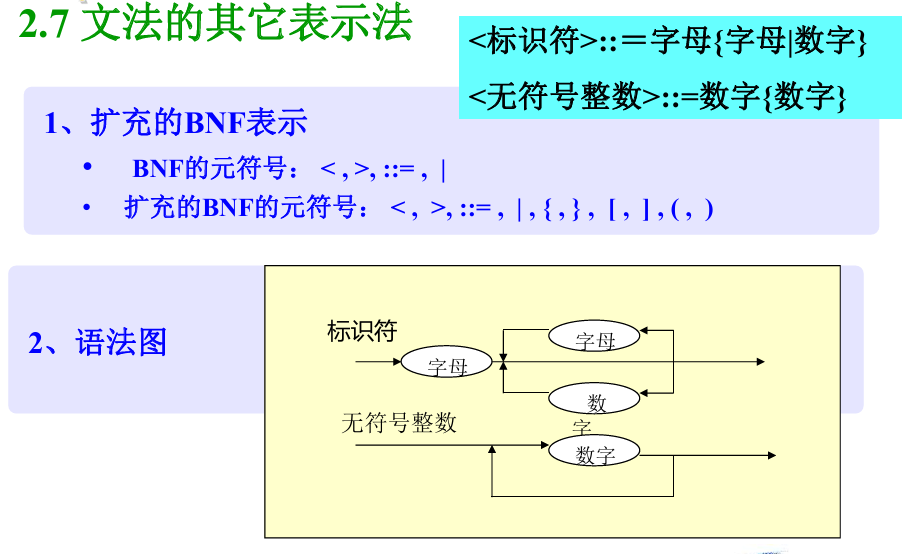 2.7 文法的其它表示法
<标识符>::＝字母{字母|数字}
<无符号整数>::=数字{数字}
1、扩充的BNF表示
• BNF的元符号： < , >, ::= , |
• 扩充的BNF的元符号： < , >, ::= , | , { , } , [ , ] , ( , )
2、语法图
标识符
字母
字母
数
字
无符号整数
数字